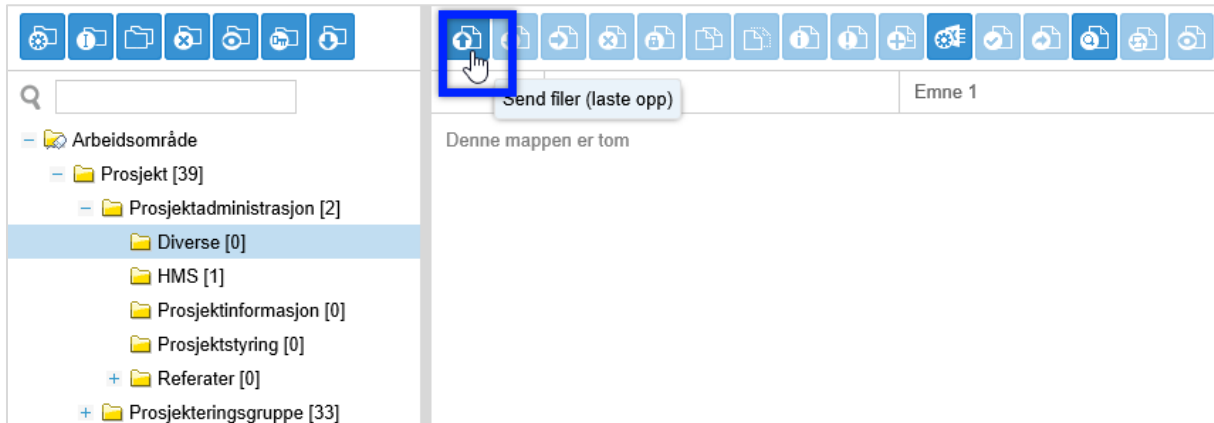 Send filer (laste opp)
Emne 1
Arbeidsområde
Denne mappen er tom
Prosjekt [39]
Prosjektadministrasjon [2]
Diverse [0]
HMS [1]
Prosjektinformasjon [0]
Prosjektstyring [0]
Referater [0]
Prosjekteringsgruppe [33]